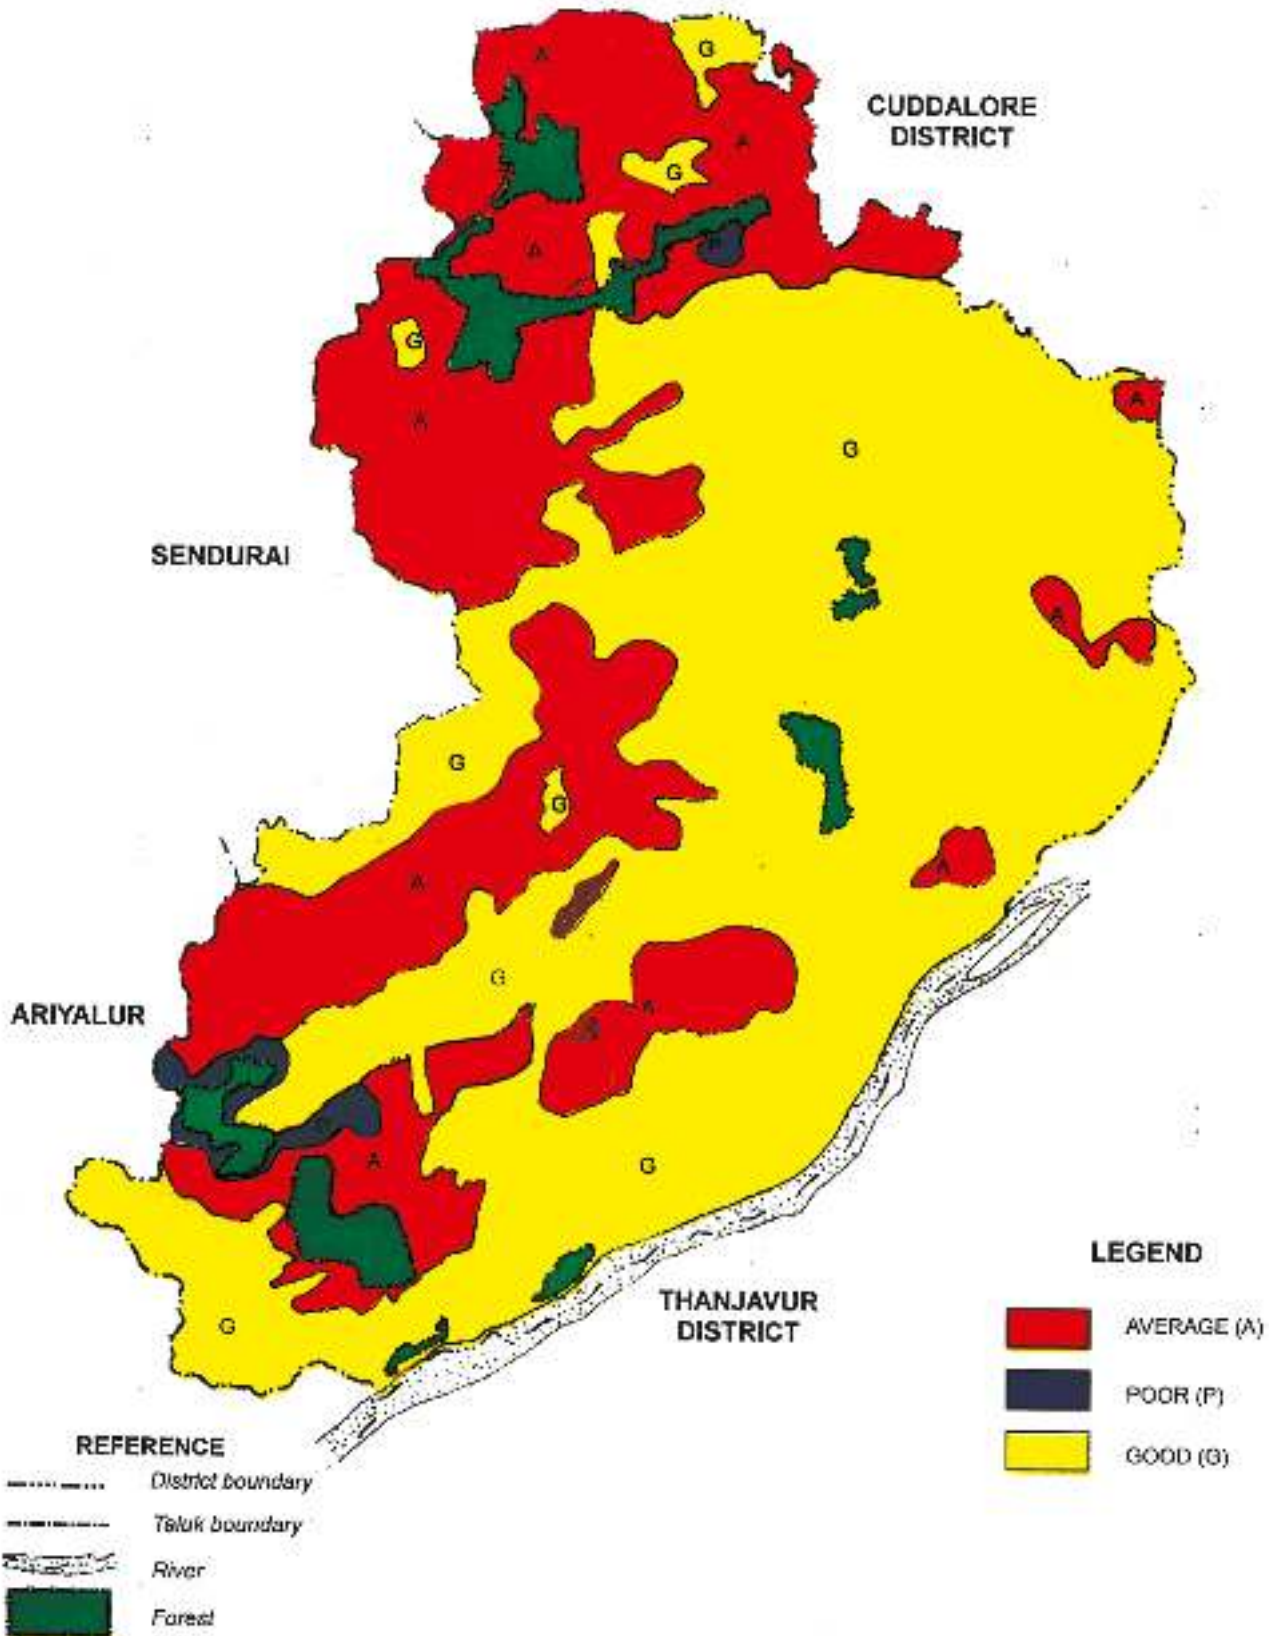 A
G
CUDDALORE
DISTRICT
A
G
A
P
G
A
A
G
SENDURAI
A
G
G
A
A
G
ARIYALUR
A
A
A
G
G
THANJAVUR
DISTRICT
LEGEND
AVERAGE (A)
POOR (P)
GOOD (G)
REFERENCE
District boundary
Taluk boundary
River
Forest